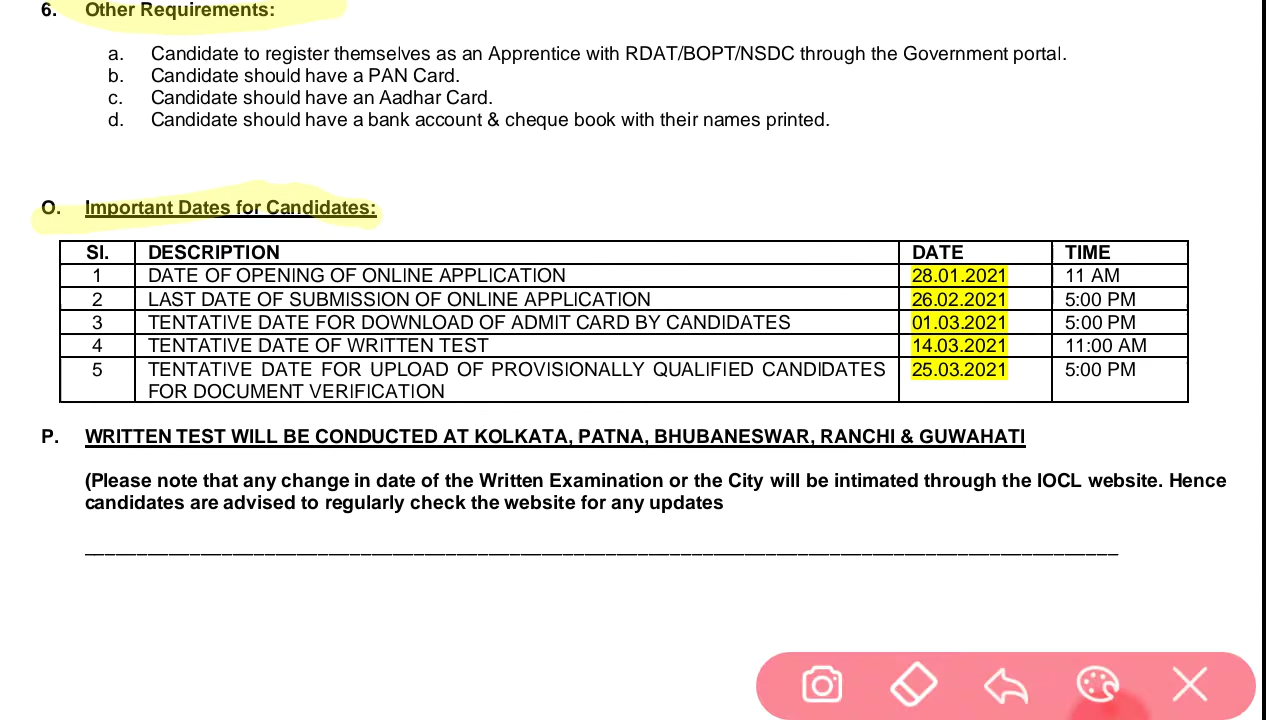 6. Other Requirements:
a. Candidate to register themselves as an Apprentice with RDAT/BOPT/NSDC through the Government portal.
b. Candidate should have a PAN Card.
c. Candidate should have an Aadhar Card.
d. Candidate should have a bank account & cheque book with their names printed.
O. Important Dates for Candidates:
Sl. DESCRIPTION DATE TIME
1 DATE OF OPENING OF ONLINE APPLICATION 28.01.2021 11 AM
2 LAST DATE OF SUBMISSION OF ONLINE APPLICATION 26.02.2021 5:00 PM
3 TENTATIVE DATE FOR DOWNLOAD OF ADMIT CARD BY CANDIDATES 01.03.2021 5:00 PM
4 TENTATIVE DATE OF WRITTEN TEST 14.03.2021 11:00 AM
5 TENTATIVE DATE FOR UPLOAD OF PROVISIONALLY QUALIFIED CANDIDATES 25.03.2021 5:00 PM
FOR DOCUMENT VERIFICATION
P. WRITTEN TEST WILL BE CONDUCTED AT KOLKATA, PATNA, BHUBANESWAR, RANCHI & GUWAHATI
(Please note that any change in date of the Written Examination or the City will be intimated through the IOCL website. Hence
candidates are advised to regularly check the website for any updates